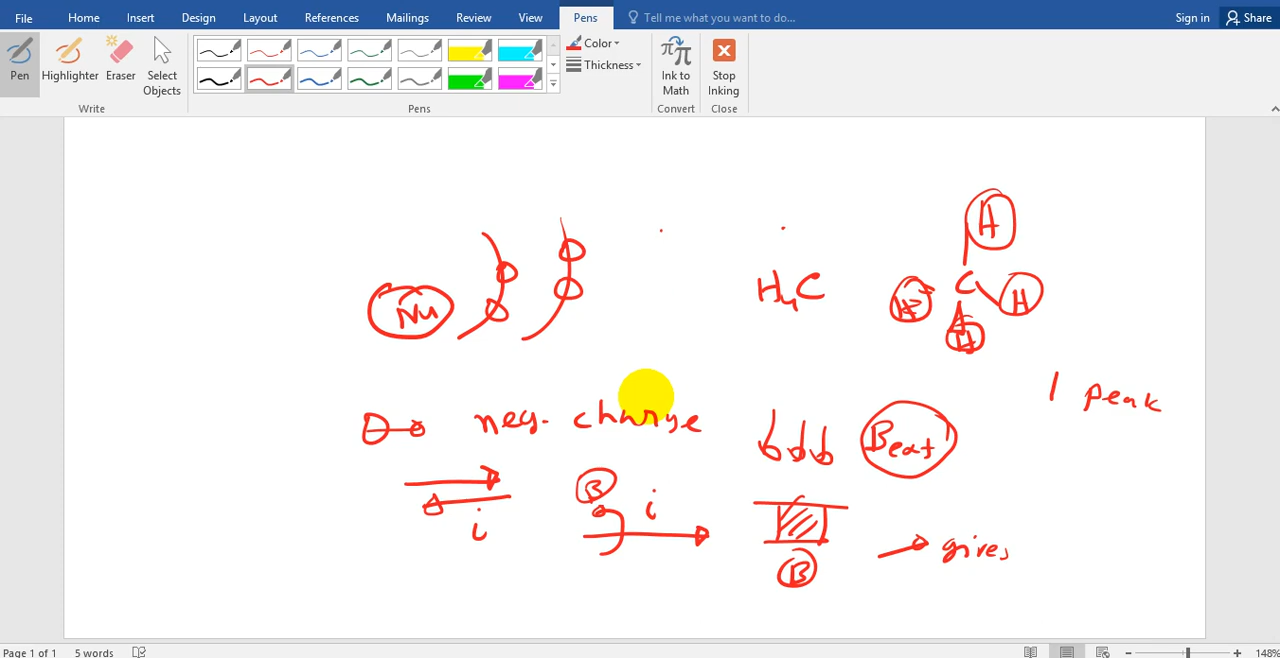 File Home Insert Design Layout References Mailings Review View Pens Tell me what you want to do... Sign in Share
Pen Highlighter Eraser Select Objects
Color
Thickness
Ink to Math
Stop Inking
Write Pens Convert Close
H
Nu H4C C H
H
1 peak
neg. charge
B i
i
B
gives
Page 1 of 1 5 words 148%